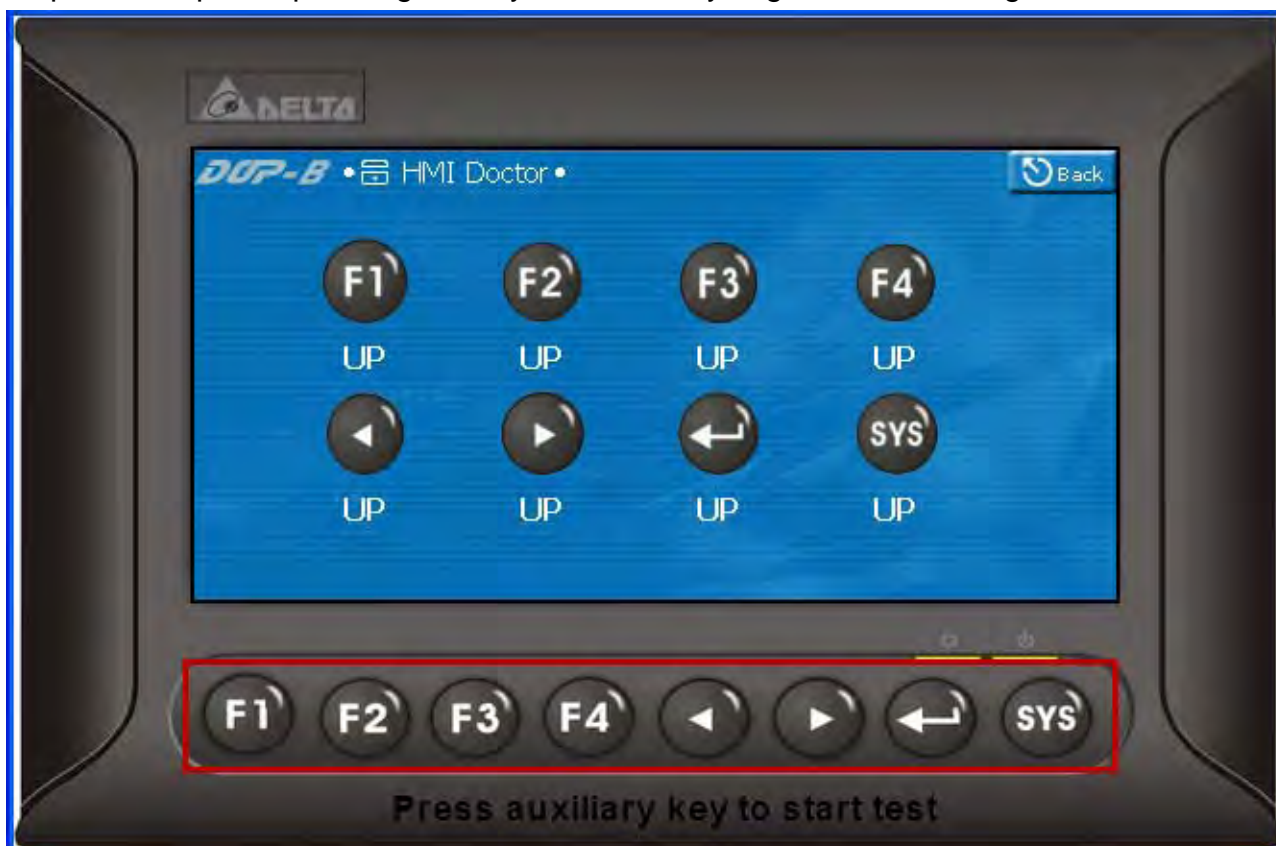 DELTA
DOP-B • HMI Doctor • Back
F1 F2 F3 F4
UP UP UP UP
SYS
UP UP UP UP
F1 F2 F3 F4 SYS
Press auxiliary key to start test